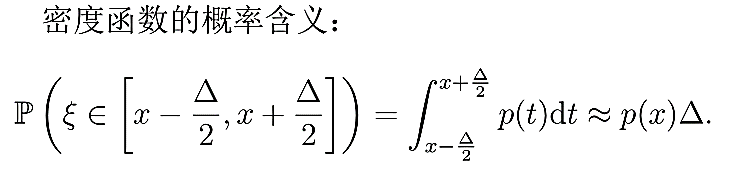 密度函数的概率含义：
ℙ(ξ ∈ [x − Δ/2, x + Δ/2]) = ∫_{x−Δ/2}^{x+Δ/2} p(t)dt ≈ p(x)Δ.